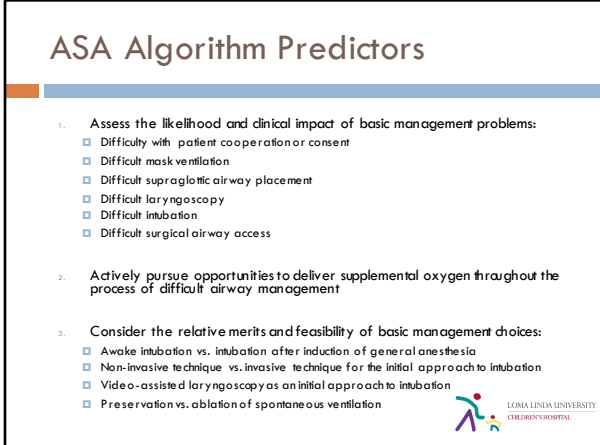 ASA Algorithm Predictors
1. Assess the likelihood and clinical impact of basic management problems:
Difficulty with patient cooperation or consent
Difficult mask ventilation
Difficult supraglottic airway placement
Difficult laryngoscopy
Difficult intubation
Difficult surgical airway access
2. Actively pursue opportunities to deliver supplemental oxygen throughout the
process of difficult airway management
3. Consider the relative merits and feasibility of basic management choices:
Awake intubation vs. intubation after induction of general anesthesia
Non-invasive technique vs. invasive technique for the initial approach to intubation
Video-assisted laryngoscopy as an initial approach to intubation
Preservation vs. ablation of spontaneous ventilation
LOMA LINDA UNIVERSITY
CHILDREN'S HOSPITAL